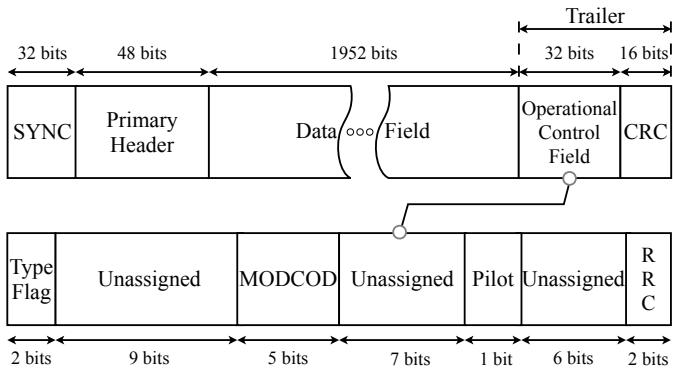 Trailer
32 bits 48 bits 1952 bits 32 bits 16 bits
SYNC
Primary
Header
Data Field
Operational
Control
Field
CRC
Type
Flag
Unassigned
MODCOD
Unassigned
Pilot
Unassigned
R
R
C
2 bits 9 bits 5 bits 7 bits 1 bit 6 bits 2 bits